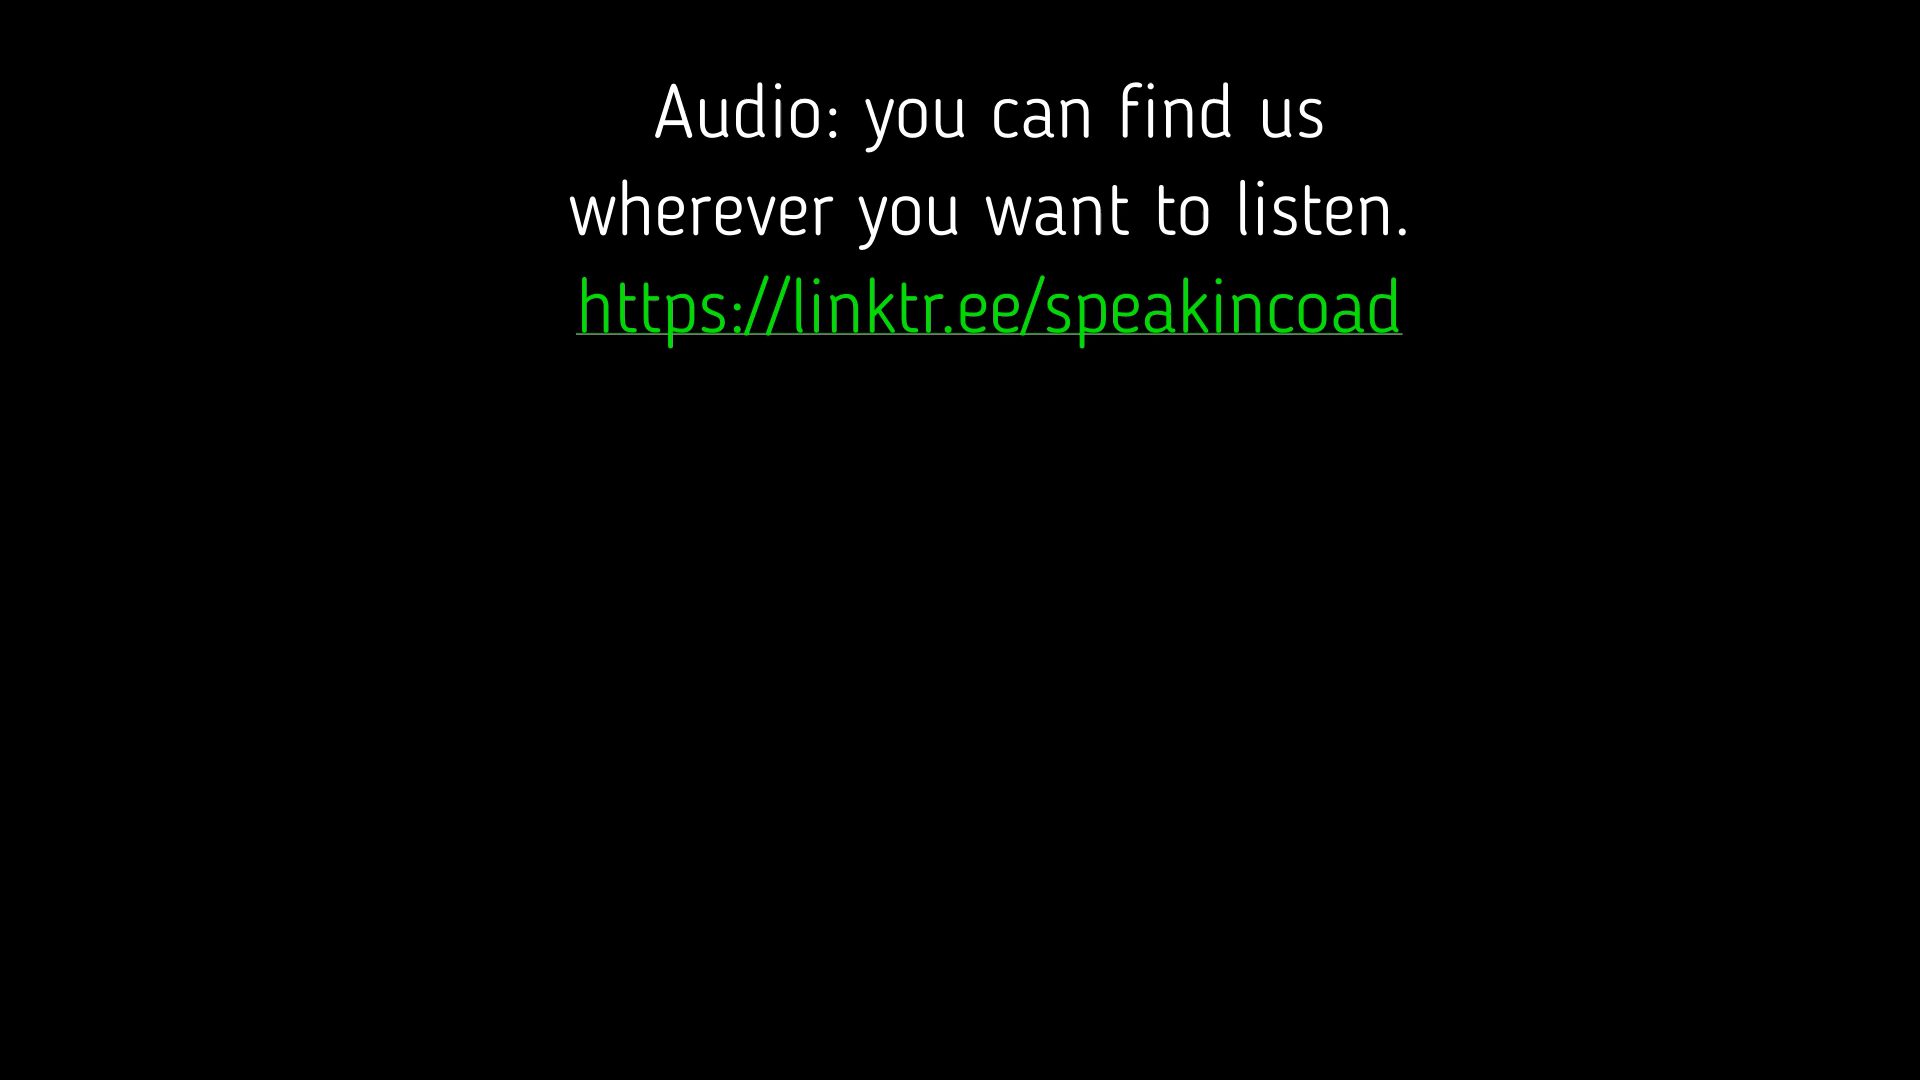 Audio: you can find us
wherever you want to listen.
https://linktr.ee/speakincoad